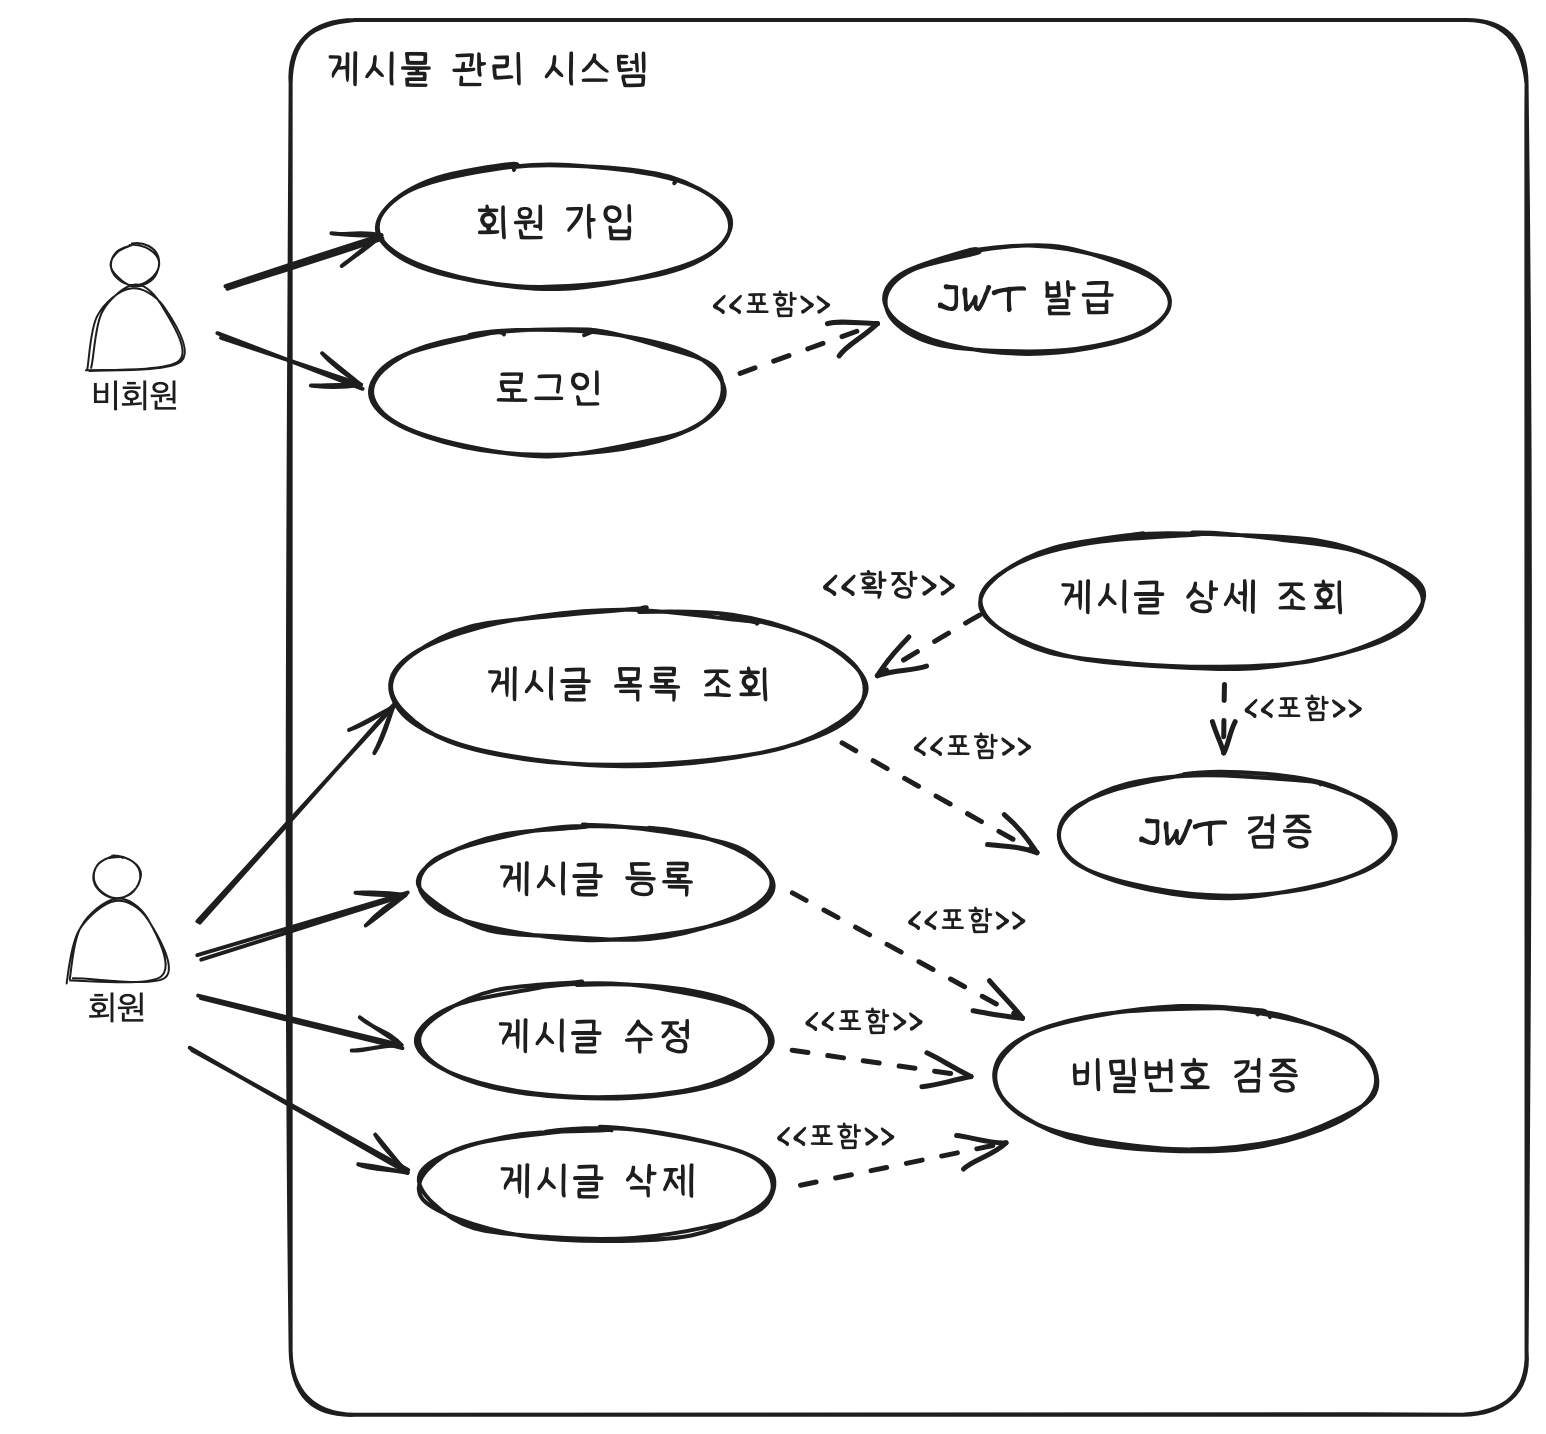 게시물 관리 시스템
회원 가입
<<포함>>
JWT 발급
로그인
비회원
<<확장>>
게시글 상세 조회
게시글 목록 조회
<<포함>>
<<포함>>
JWT 검증
게시글 등록
<<포함>>
회원
게시글 수정
<<포함>>
비밀번호 검증
<<포함>>
게시글 삭제